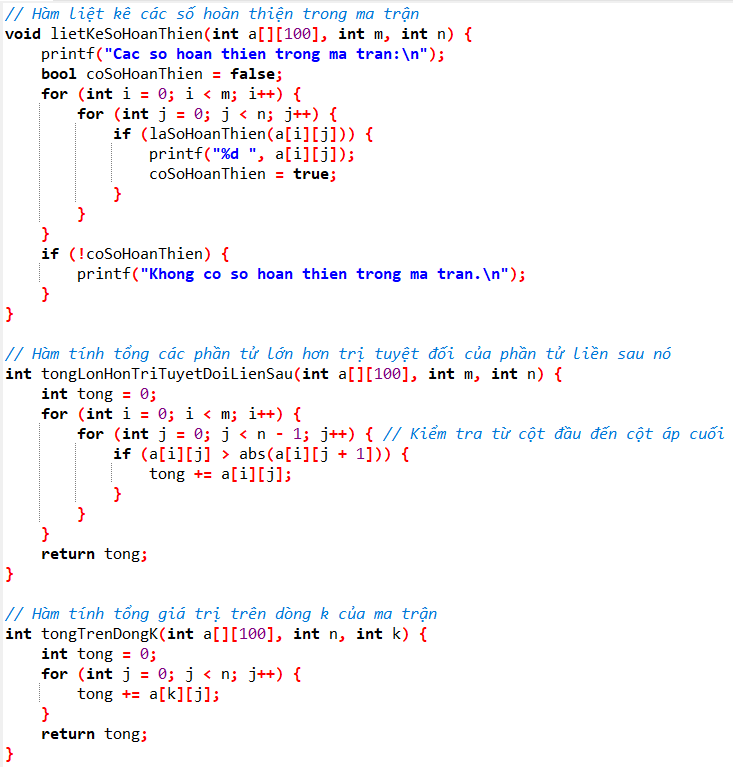 // Hàm liệt kê các số hoàn thiện trong ma trận
void lietKeSoHoanThien(int a[][100], int m, int n) {
    printf("Cac so hoan thien trong ma tran:\n");
    bool coSoHoanThien = false;
    for (int i = 0; i < m; i++) {
        for (int j = 0; j < n; j++) {
            if (laSoHoanThien(a[i][j])) {
                printf("%d ", a[i][j]);
                coSoHoanThien = true;
            }
        }
    }
    if (!coSoHoanThien) {
        printf("Khong co so hoan thien trong ma tran.\n");
    }
}

// Hàm tính tổng các phần tử lớn hơn trị tuyệt đối của phần tử liền sau nó
int tongLonHonTriTuyetDoiLienSau(int a[][100], int m, int n) {
    int tong = 0;
    for (int i = 0; i < m; i++) {
        for (int j = 0; j < n - 1; j++) { // Kiểm tra từ cột đầu đến cột áp cuối
            if (a[i][j] > abs(a[i][j + 1])) {
                tong += a[i][j];
            }
        }
    }
    return tong;
}

// Hàm tính tổng giá trị trên dòng k của ma trận
int tongTrenDongK(int a[][100], int n, int k) {
    int tong = 0;
    for (int j = 0; j < n; j++) {
        tong += a[k][j];
    }
    return tong;
}